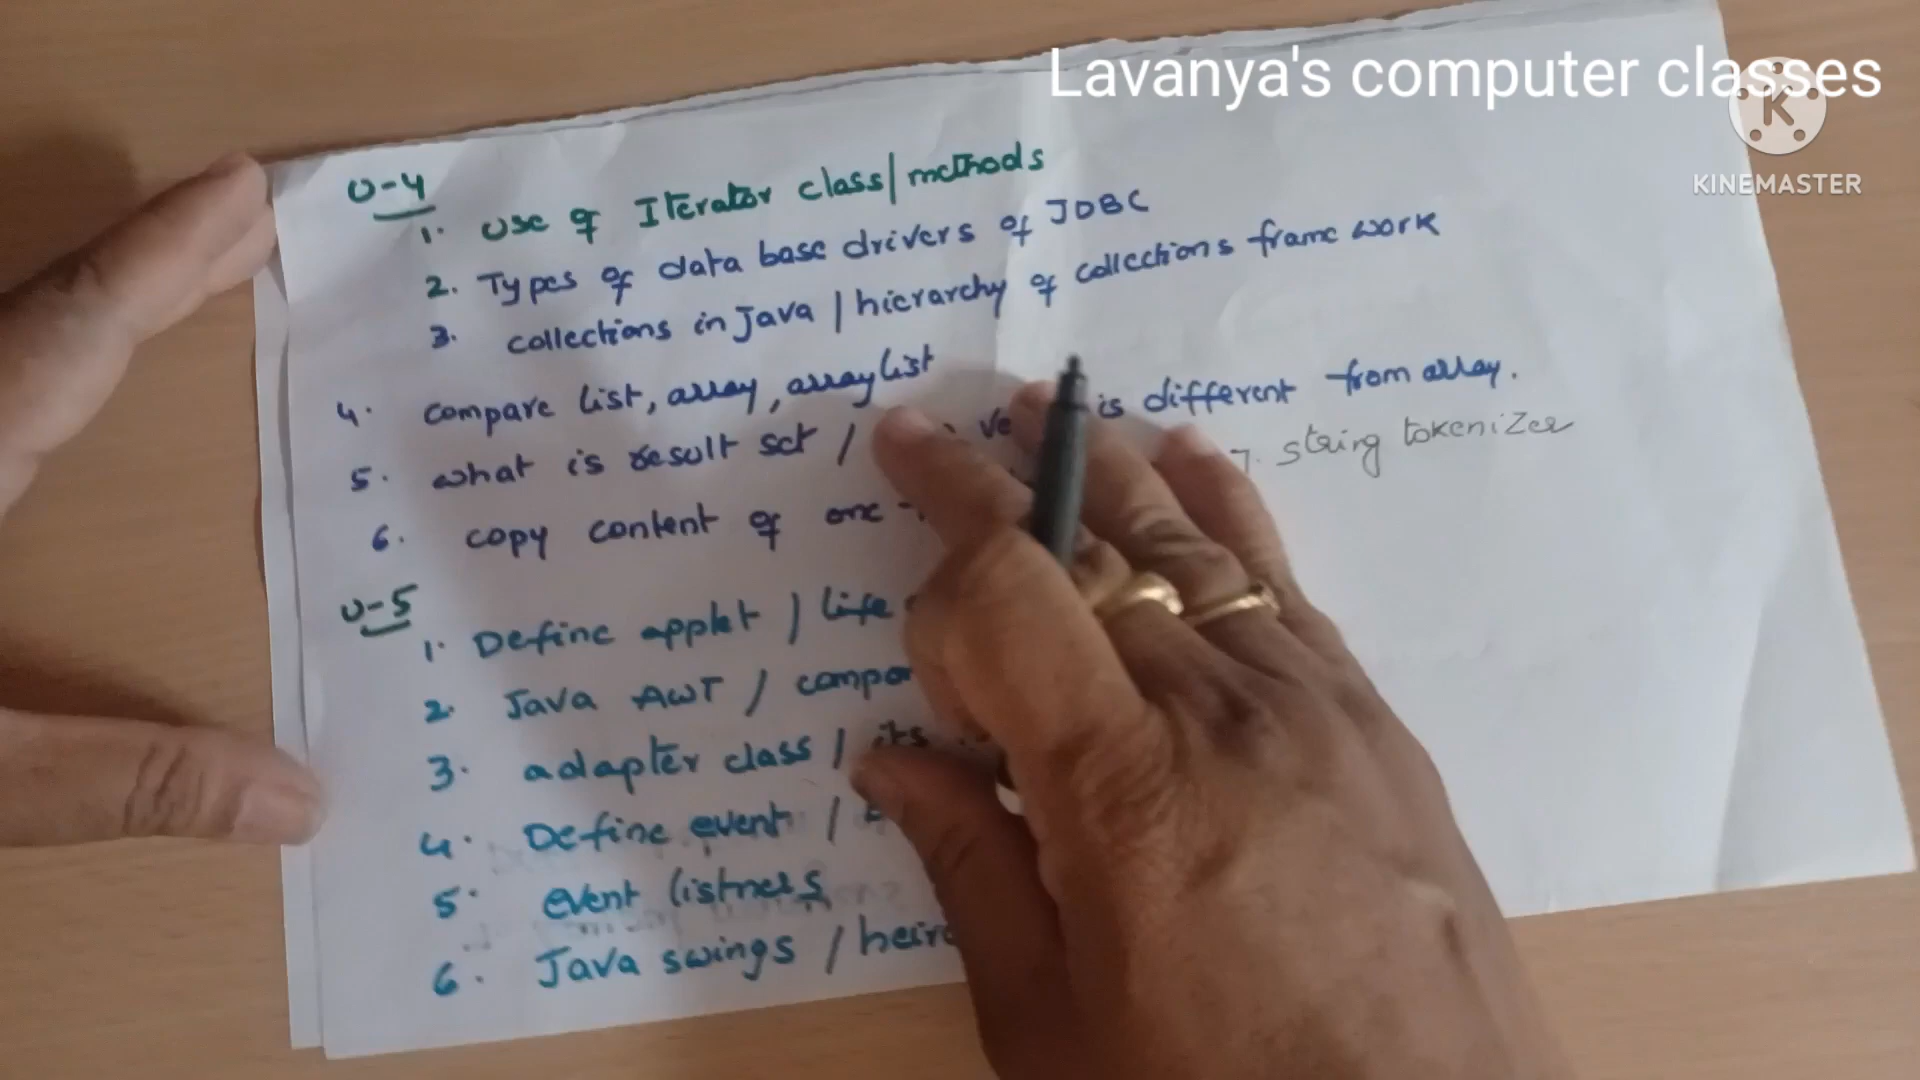 Lavanya's computer classes
KINEMASTER
U-4
1. use of Iterator class/methods
2. Types of data base drivers of JDBC
3. collections in Java / hierarchy of collections frame work
4. compare list, array, arraylist
5. what is result set / is different from array.
7. string tokenizer
6. copy content of one
U-5
1. Define applet / life
2. Java AWT /
3. adapter class / its
4. Define event /
5. event listners
6. Java swings /